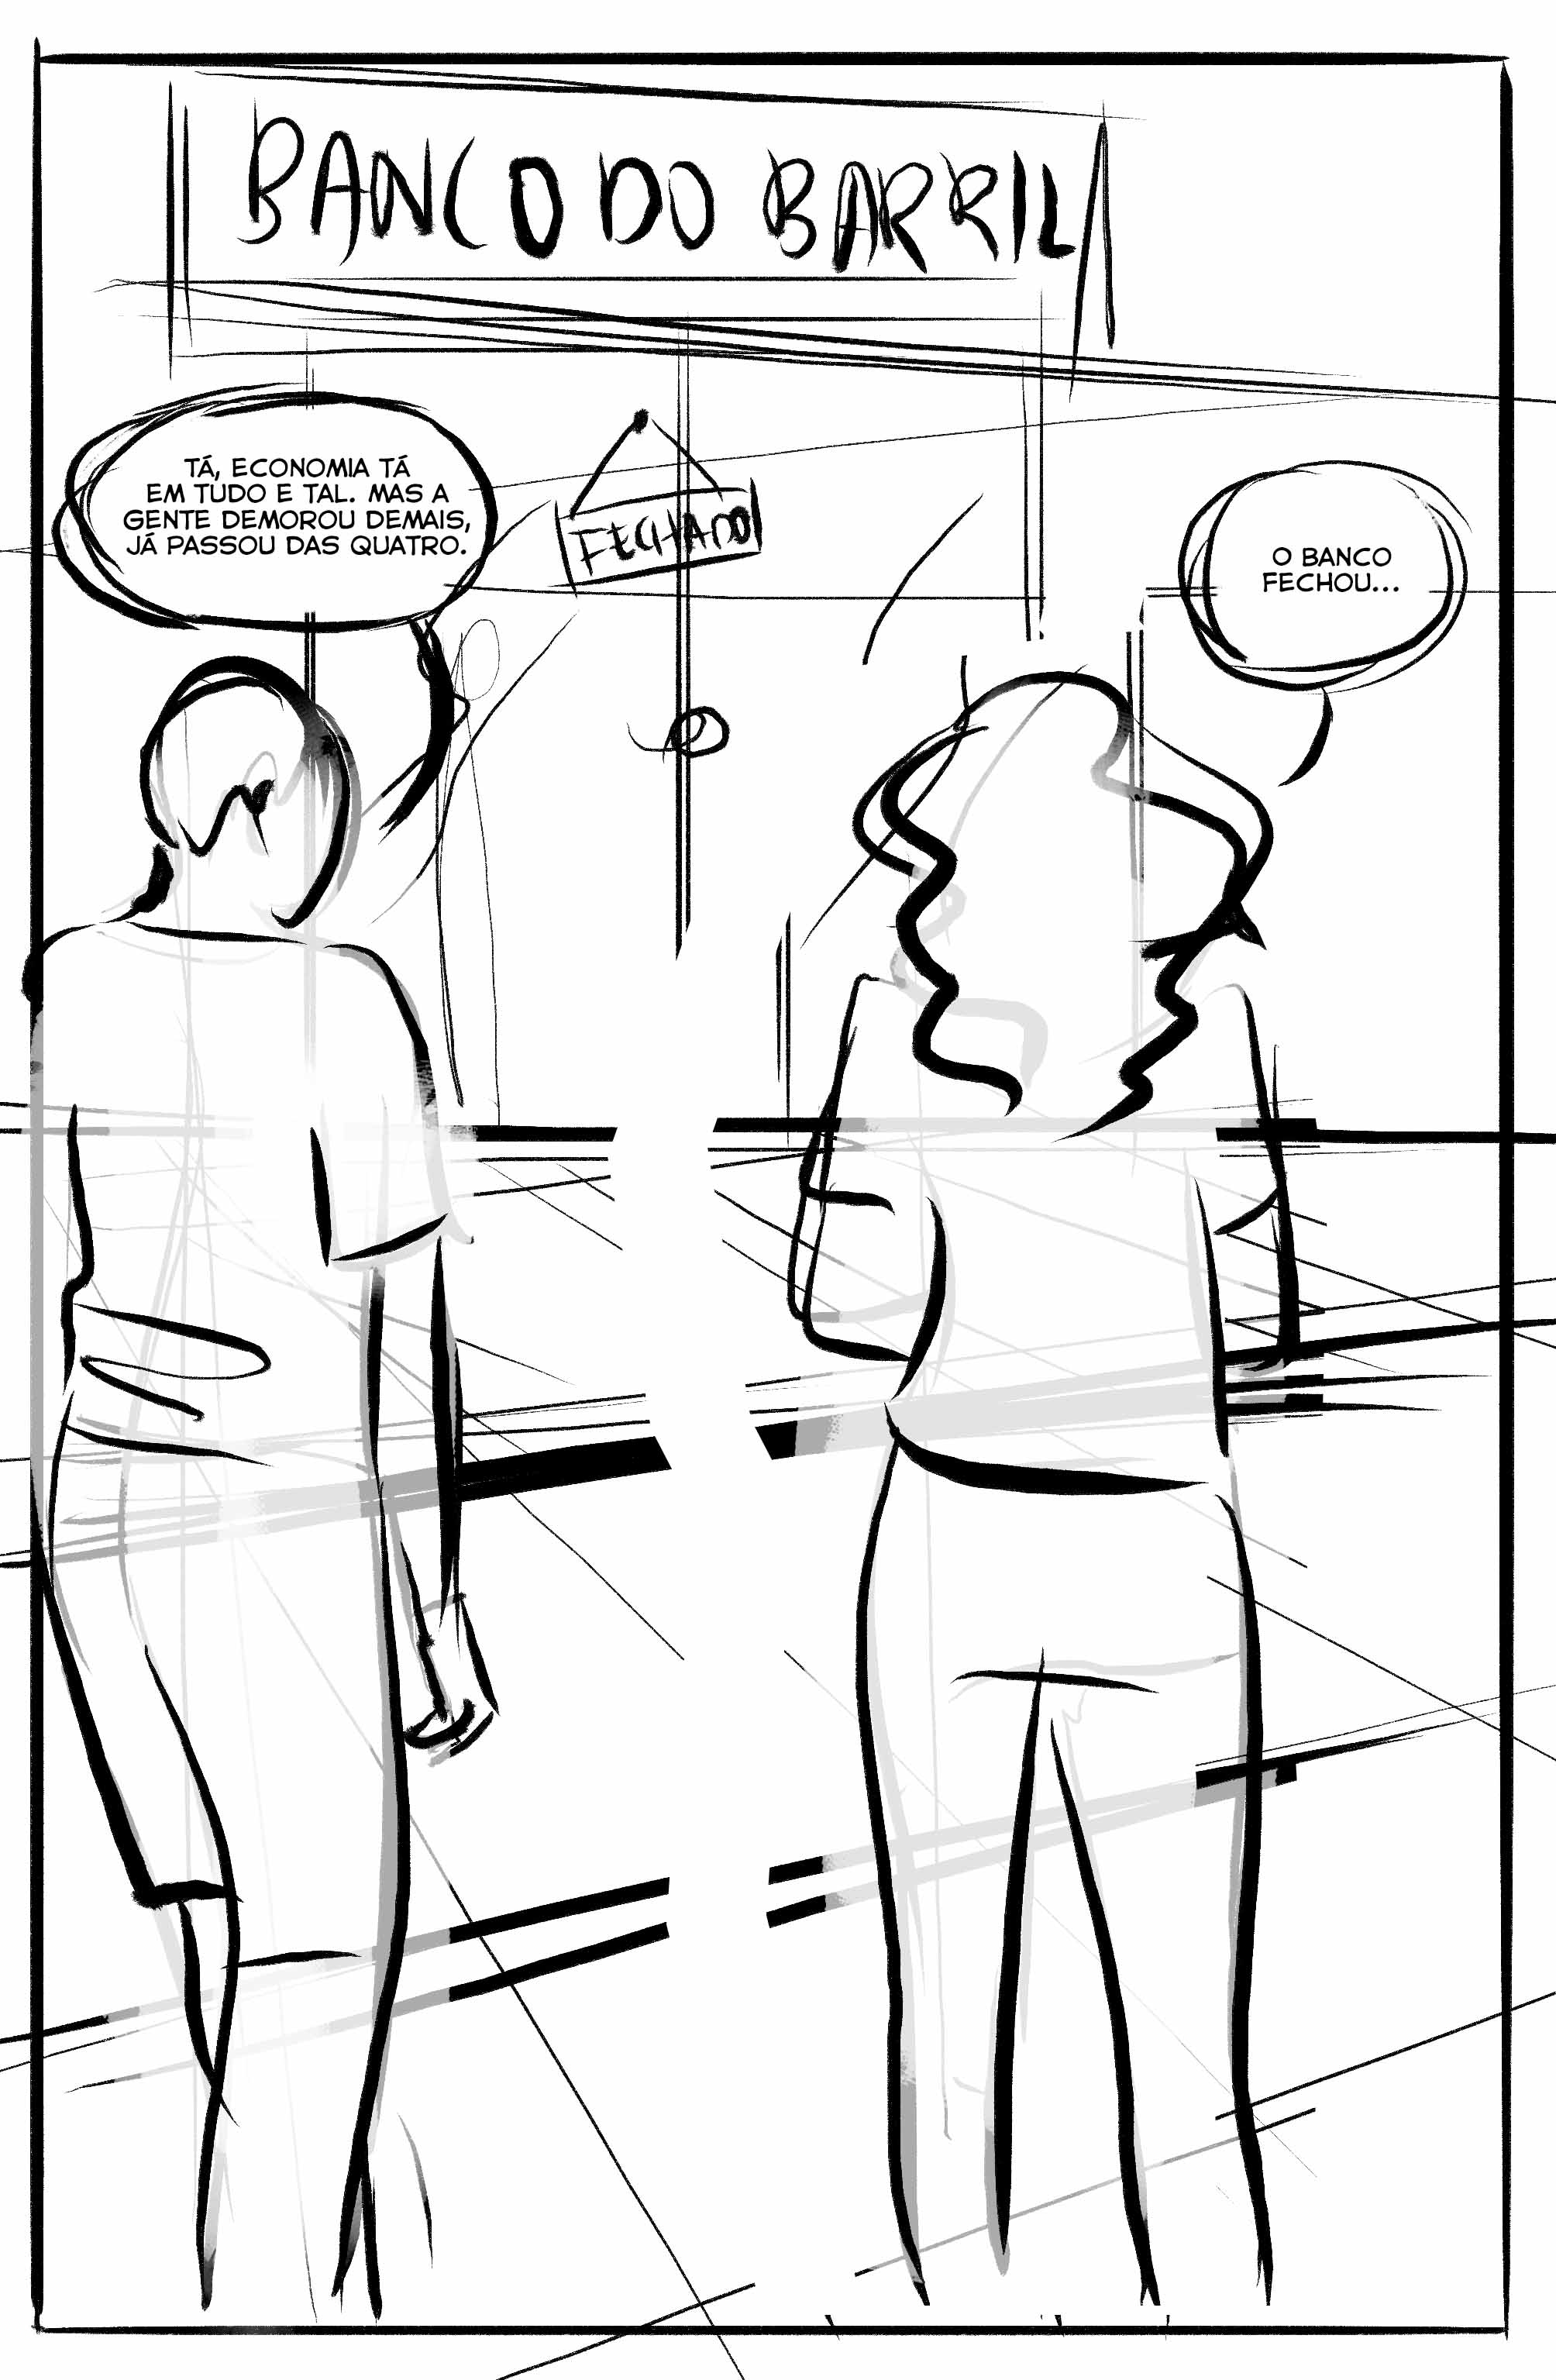 BANCO DO BARRIL
TÁ, ECONOMIA TÁ
EM TUDO E TAL. MAS A
GENTE DEMOROU DEMAIS,
JÁ PASSOU DAS QUATRO.
FECHADO
O BANCO
FECHOU...